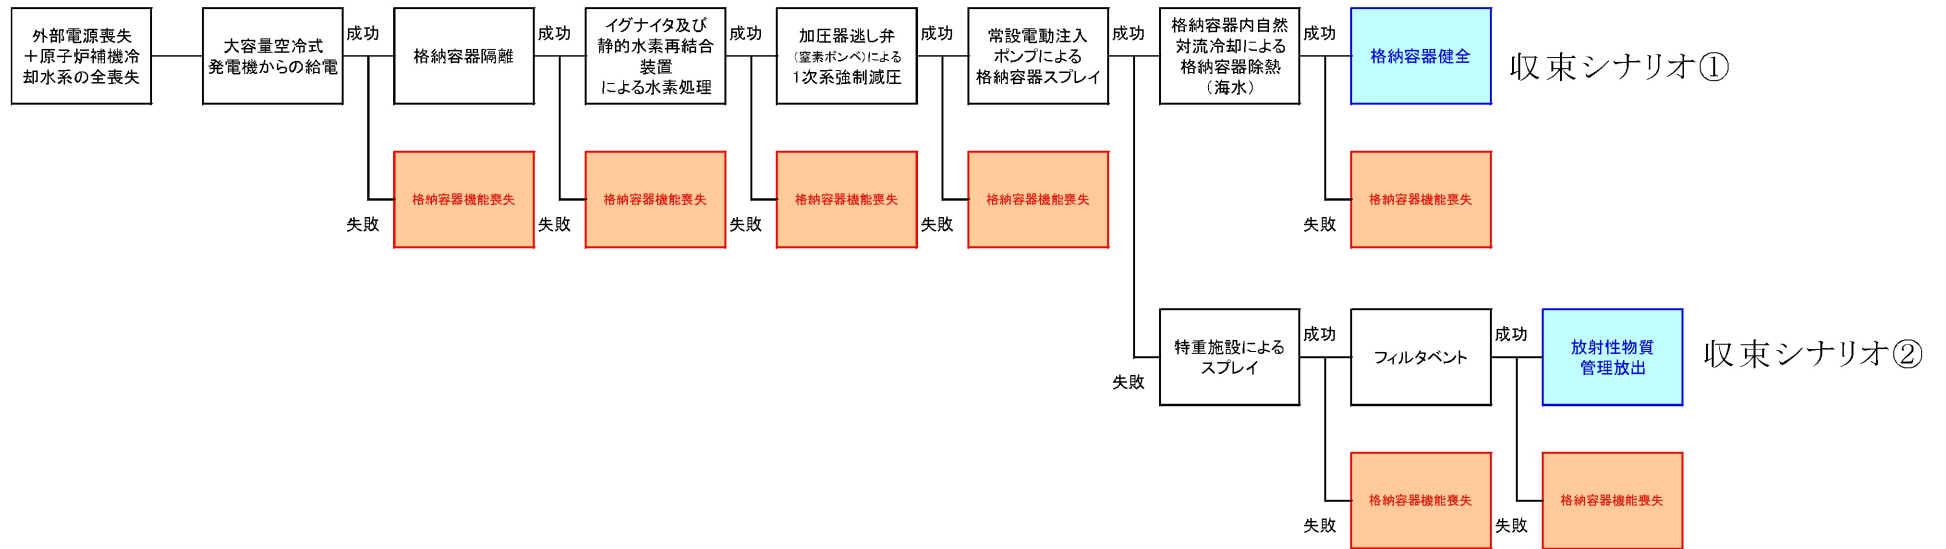 外部電源喪失
＋原子炉補機冷
却水系の全喪失
大容量空冷式
発電機からの給電
成功
格納容器隔離
成功
イグナイタ及び
静的水素再結合
装置
による水素処理
成功
加圧器逃し弁
（窒素ボンベ）による
1次系強制減圧
成功
常設電動注入
ポンプによる
格納容器スプレイ
成功
格納容器内自然
対流冷却による
格納容器除熱
（海水）
成功
格納容器健全
収束シナリオ①
失敗
格納容器機能喪失
失敗
格納容器機能喪失
失敗
格納容器機能喪失
失敗
格納容器機能喪失
失敗
格納容器機能喪失
失敗
特重施設による
スプレイ
成功
フィルタベント
成功
放射性物質
管理放出
収束シナリオ②
失敗
格納容器機能喪失
失敗
格納容器機能喪失